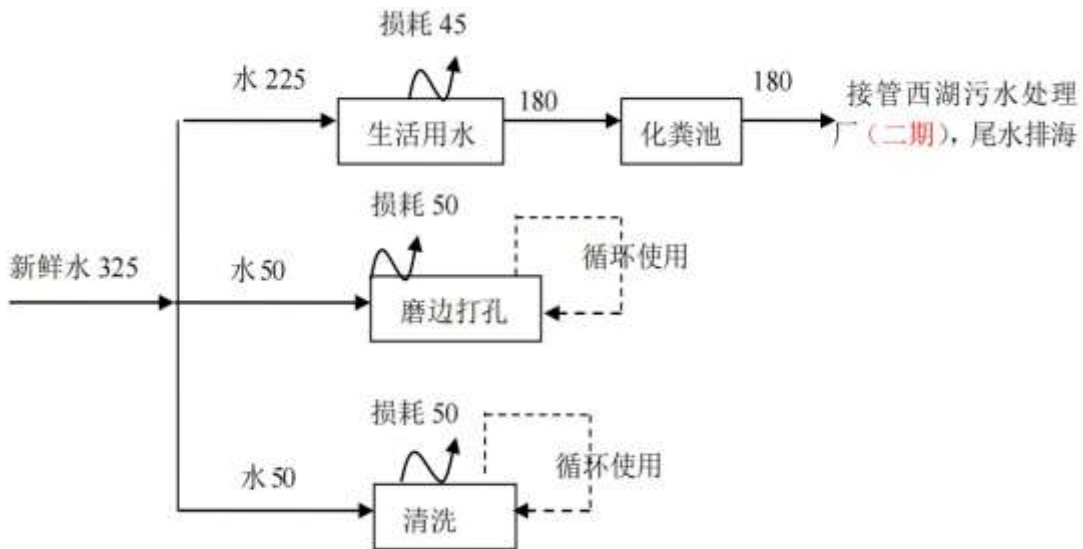 损耗 45
水 225
180
180
接管西湖污水处理
生活用水
化粪池
厂（二期），尾水排海
损耗 50
新鲜水 325
水 50
循环使用
磨边打孔
损耗 50
水 50
循环使用
清洗